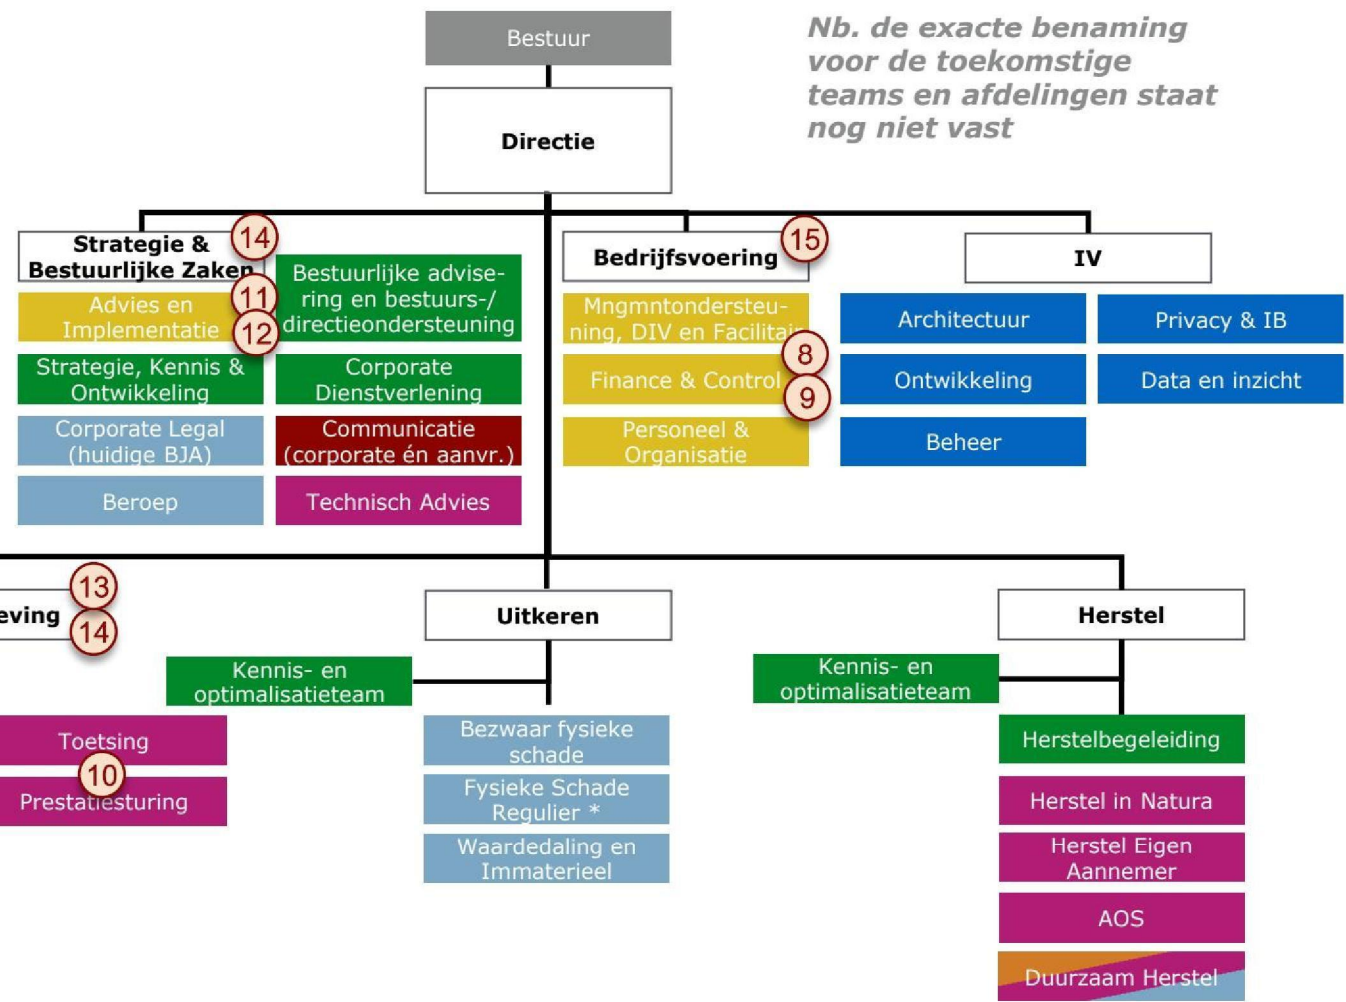 Bestuur
Nb. de exacte benaming
voor de toekomstige
teams en afdelingen staat
nog niet vast
Directie
Strategie &
Bestuurlijke Zaken
14
Bestuurlijke advise-
ring en bestuurs-/
directieondersteuning
Advies en
Implementatie
11
12
Strategie, Kennis &
Ontwikkeling
Corporate
Dienstverlening
Corporate Legal
(huidige BJA)
Communicatie
(corporate én aanvr.)
Beroep
Technisch Advies
Bedrijfsvoering
15
Mngmntondersteu-
ning, DIV en Facilitair
Finance & Control
8
9
Personeel &
Organisatie
IV
Architectuur
Privacy & IB
Ontwikkeling
Data en inzicht
Beheer
eving
13
14
Toetsing
10
Prestatiesturing
Uitkeren
Kennis- en
optimalisatieteam
Bezwaar fysieke
schade
Fysieke Schade
Regulier *
Waardedaling en
Immaterieel
Herstel
Kennis- en
optimalisatieteam
Herstelbegeleiding
Herstel in Natura
Herstel Eigen
Aannemer
AOS
Duurzaam Herstel